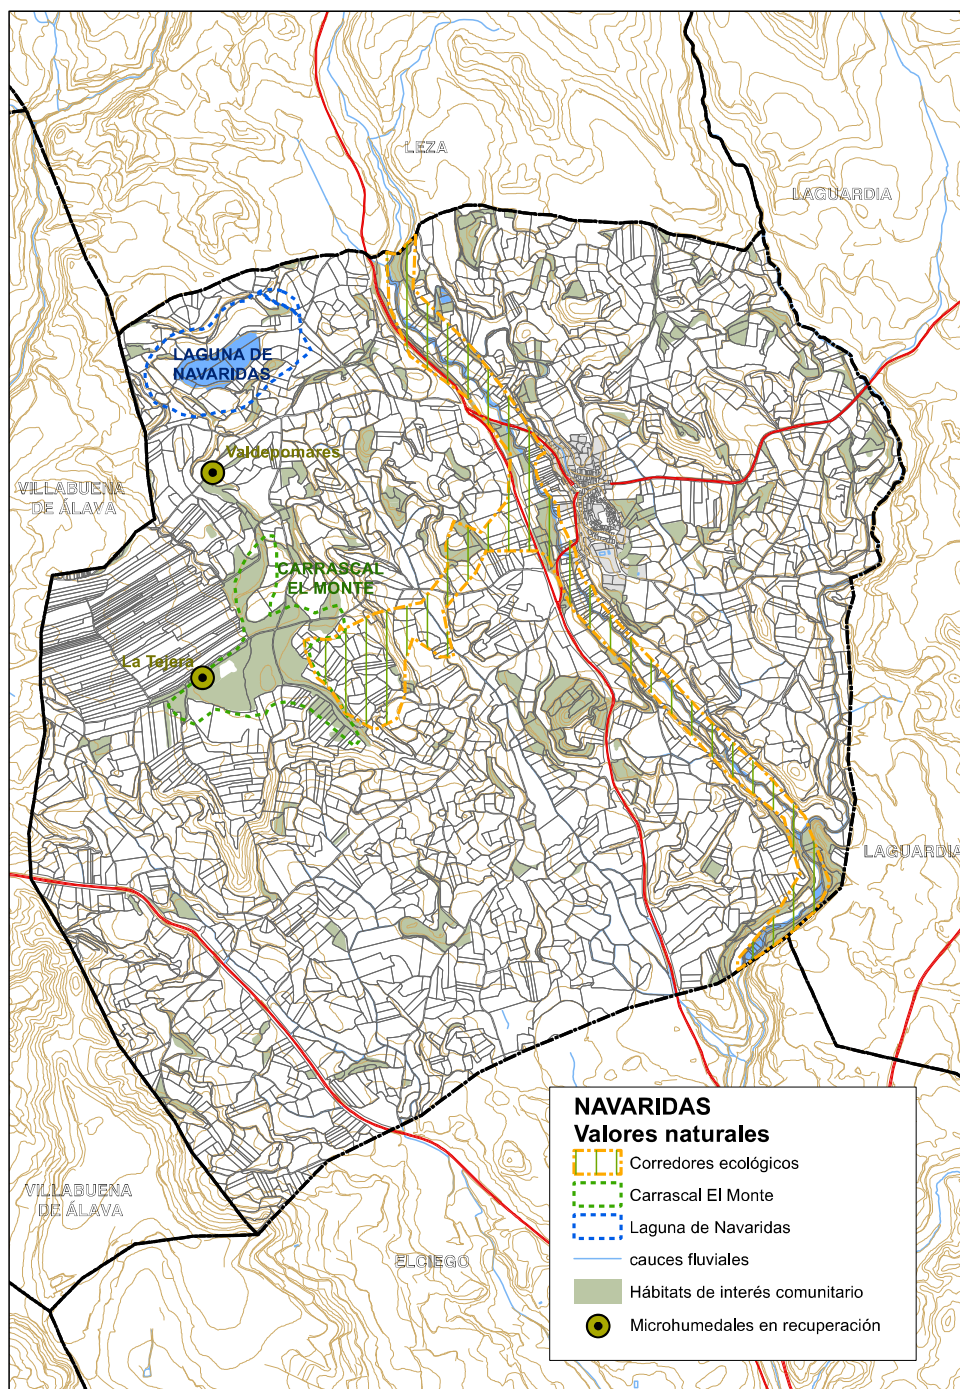 LEZA
LAGUARDIA
LAGUNA DE
NAVARIDAS
Valdepomares
VILLABUENA
DE ÁLAVA
CARRASCAL
EL MONTE
La Tejera
LAGUARDIA
VILLABUENA
DE ÁLAVA
ELCIEGO
NAVARIDAS
Valores naturales
Corredores ecológicos
Carrascal El Monte
Laguna de Navaridas
cauces fluviales
Hábitats de interés comunitario
Microhumedales en recuperación